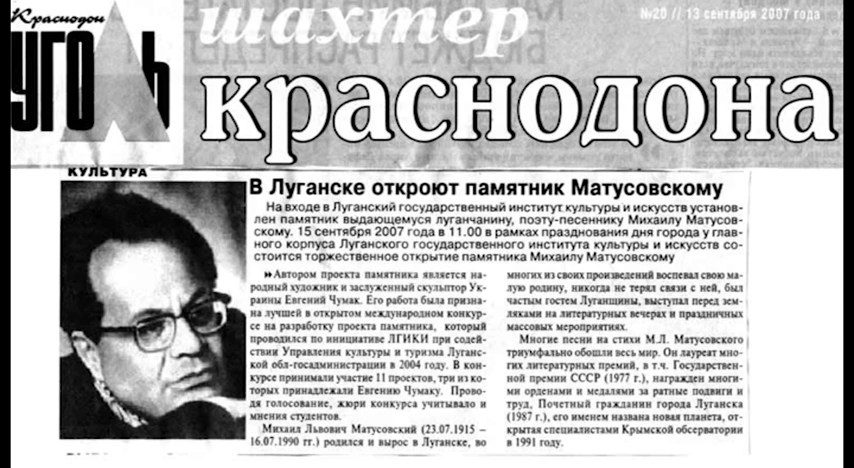 Краснодон
УГОЛЬ
шахтер
краснодона
№20 // 13 сентября 2007 года
КУЛЬТУРА
В Луганске откроют памятник Матусовскому
На входе в Луганский государственный институт культуры и искусств установ-
лен памятник выдающемуся луганчанину, поэту-песеннику Михаилу Матусов-
скому. 15 сентября 2007 года в 11.00 в рамках празднования дня города у глав-
ного корпуса Луганского государственного института культуры и искусств со-
стоится торжественное открытие памятника Михаилу Матусовскому
»Автором проекта памятника является на-
родный художник и заслуженный скульптор Ук-
раины Евгений Чумак. Его работа была призна-
на лучшей в открытом международном конкур-
се на разработку проекта памятника, который
проводился по инициативе ЛГИКИ при содей-
ствии Управления культуры и туризма Луганс-
кой обл-госадминистрации в 2004 году. В кон-
курсе принимали участие 11 проектов, три из ко-
торых принадлежали Евгению Чумаку. Прово-
дя голосование, жюри конкурса учитывало и
мнения студентов.
Михаил Львович Матусовский (23.07.1915 -
16.07.1990 гг.) родился и вырос в Луганске, во
многих из своих произведений воспевал свою ма-
лую родину, никогда не терял связи с ней, был
частым гостем Луганщины, выступал перед зем-
ляками на литературных вечерах и праздничных
массовых мероприятиях.
Многие песни на стихи М.Л. Матусовского
триумфально обошли весь мир. Он лауреат мно-
гих литературных премий, в т.ч. Государствен-
ной премии СССР (1977 г.), награжден многи-
ми орденами и медалями за ратные подвиги и
труд, Почетный гражданин города Луганска
(1987 г.), его именем названа новая планета, от-
крытая специалистами Крымской обсерватории
в 1991 году.